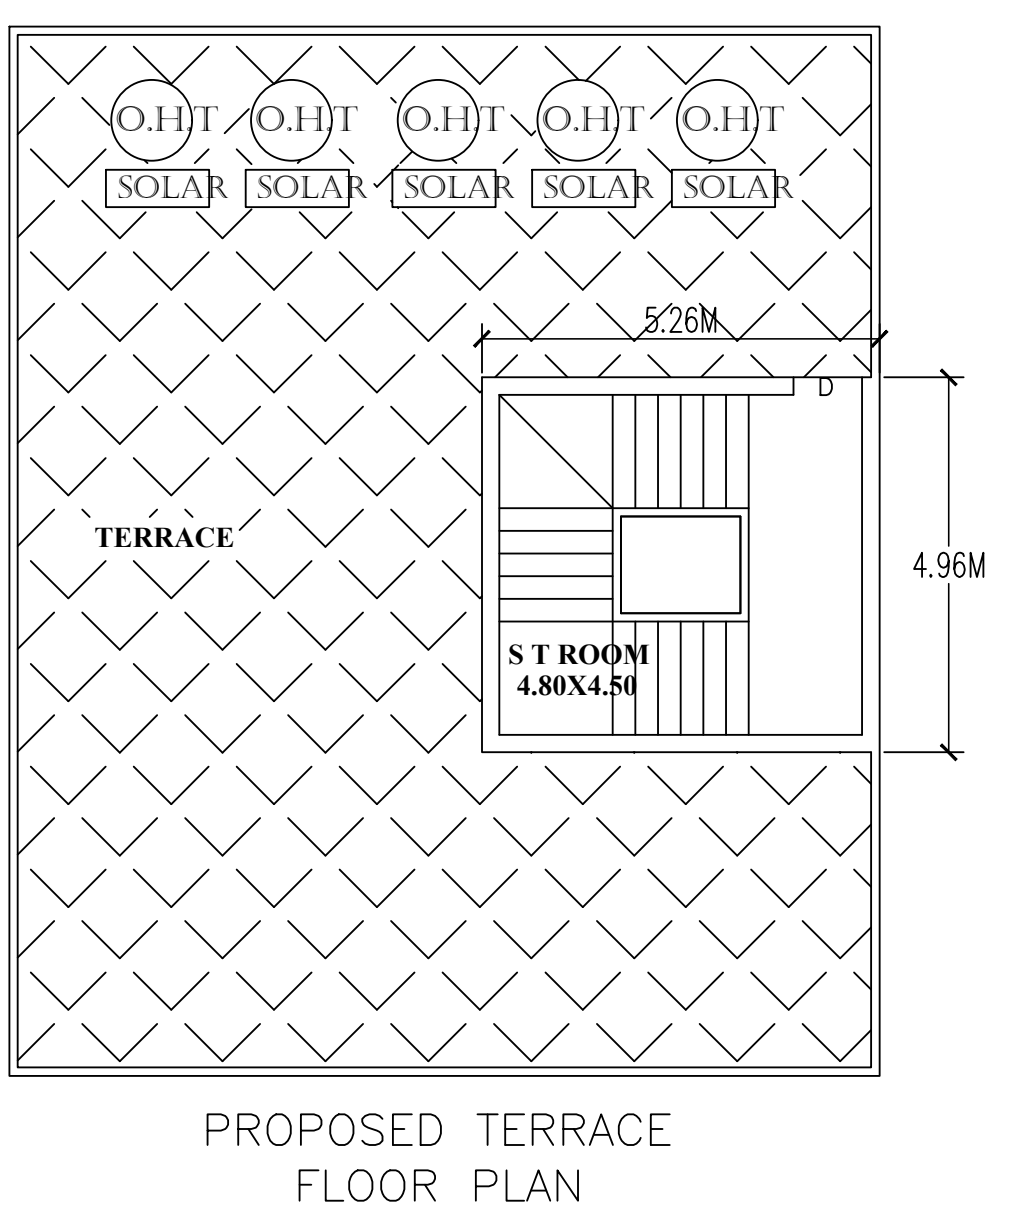 O.H.T O.H.T O.H.T O.H.T O.H.T
SOLAR SOLAR SOLAR SOLAR SOLAR
5.26M
D
TERRACE
4.96M
S T ROOM
4.80X4.50
PROPOSED TERRACE
FLOOR PLAN